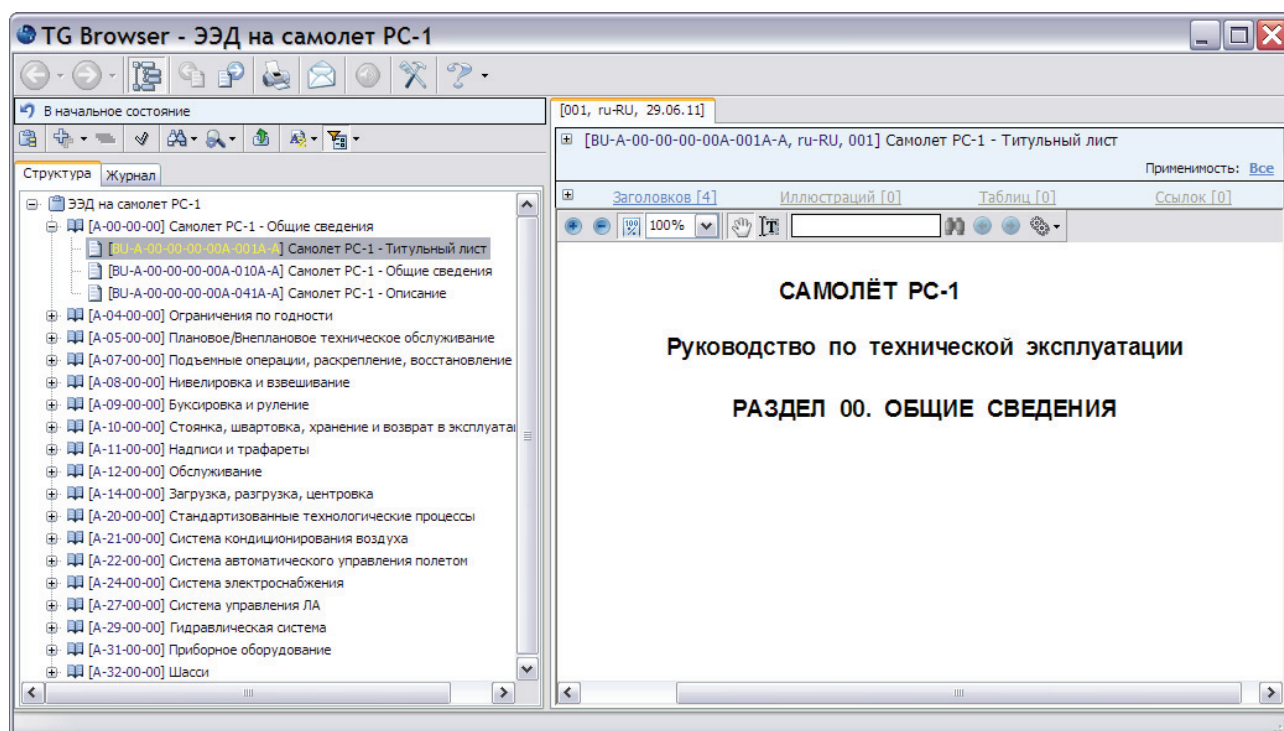 TG Browser - ЭЭД на самолет РС-1
В начальное состояние
Структура Журнал
ЭЭД на самолет РС-1
[A-00-00-00] Самолет РС-1 - Общие сведения
[BU-A-00-00-00-00A-001A-A] Самолет РС-1 - Титульный лист
[BU-A-00-00-00-00A-010A-A] Самолет РС-1 - Общие сведения
[BU-A-00-00-00-00A-041A-A] Самолет РС-1 - Описание
[A-04-00-00] Ограничения по годности
[A-05-00-00] Плановое/Внеплановое техническое обслуживание
[A-07-00-00] Подъемные операции, раскрепление, восстановление
[A-08-00-00] Нивелировка и взвешивание
[A-09-00-00] Буксировка и руление
[A-10-00-00] Стоянка, швартовка, хранение и возврат в эксплуата
[A-11-00-00] Надписи и трафареты
[A-12-00-00] Обслуживание
[A-14-00-00] Загрузка, разгрузка, центровка
[A-20-00-00] Стандартизованные технологические процессы
[A-21-00-00] Система кондиционирования воздуха
[A-22-00-00] Система автоматического управления полетом
[A-24-00-00] Система электроснабжения
[A-27-00-00] Система управления ЛА
[A-29-00-00] Гидравлическая система
[A-31-00-00] Приборное оборудование
[A-32-00-00] Шасси
[001, ru-RU, 29.06.11]
[BU-A-00-00-00-00A-001A-A, ru-RU, 001] Самолет РС-1 - Титульный лист
Применимость: Все
Заголовков [4] Иллюстраций [0] Таблиц [0] Ссылок [0]
100%
САМОЛЁТ РС-1
Руководство по технической эксплуатации
РАЗДЕЛ 00. ОБЩИЕ СВЕДЕНИЯ